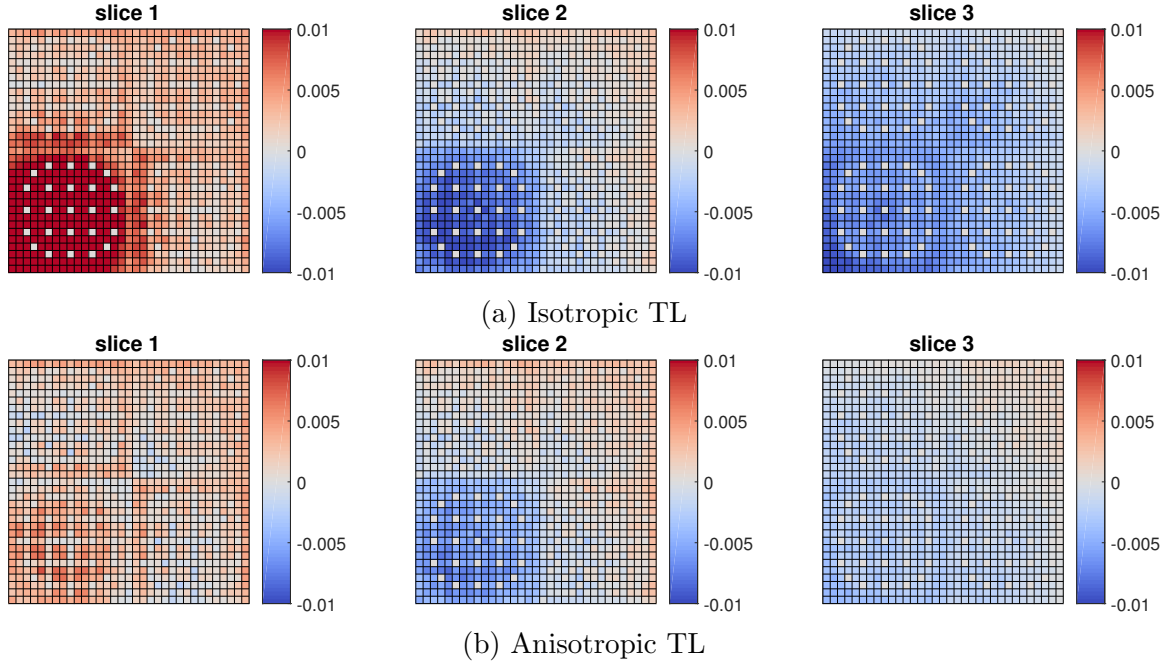 slice 1 slice 2 slice 3
0.01 0.01 0.01
0.005 0.005 0.005
0 0 0
-0.005 -0.005 -0.005
-0.01 -0.01 -0.01
(a) Isotropic TL
slice 1 slice 2 slice 3
0.01 0.01 0.01
0.005 0.005 0.005
0 0 0
-0.005 -0.005 -0.005
-0.01 -0.01 -0.01
(b) Anisotropic TL